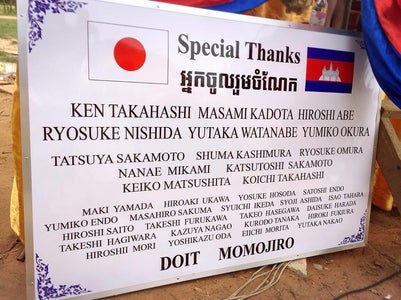 Special Thanks
អ្នកចូលរួមចំណែក
KEN TAKAHASHI MASAMI KADOTA HIROSHI ABE
RYOSUKE NISHIDA YUTAKA WATANABE YUMIKO OKURA
TATSUYA SAKAMOTO SHUMA KASHIMURA RYOSUKE OMURA
NANAE MIKAMI KATSUTOSHI SAKAMOTO
KEIKO MATSUSHITA KOICHI TAKAHASHI
MAKI YAMADA HIROAKI UKAWA YOSUKE HOSODA SATOSHI ENDO
YUMIKO ENDO MASAHIRO SAKUMA SYUICHI IKEDA SYOJI ASHIDA ISAO TAHARA
HIROSHI SAITO TAKESHI FURUKAWA TAKEO HASEGAWA DAISUKE HARADA
TAKESHI HAGIWARA KAZUYA NAGAO KURODO TANAKA HIROKI FUKIURA
HIROSHII MORI YOSHIKAZU ODA EIICHI MORITA YUTAKA NAKAO
DOIT MOMOJIRO